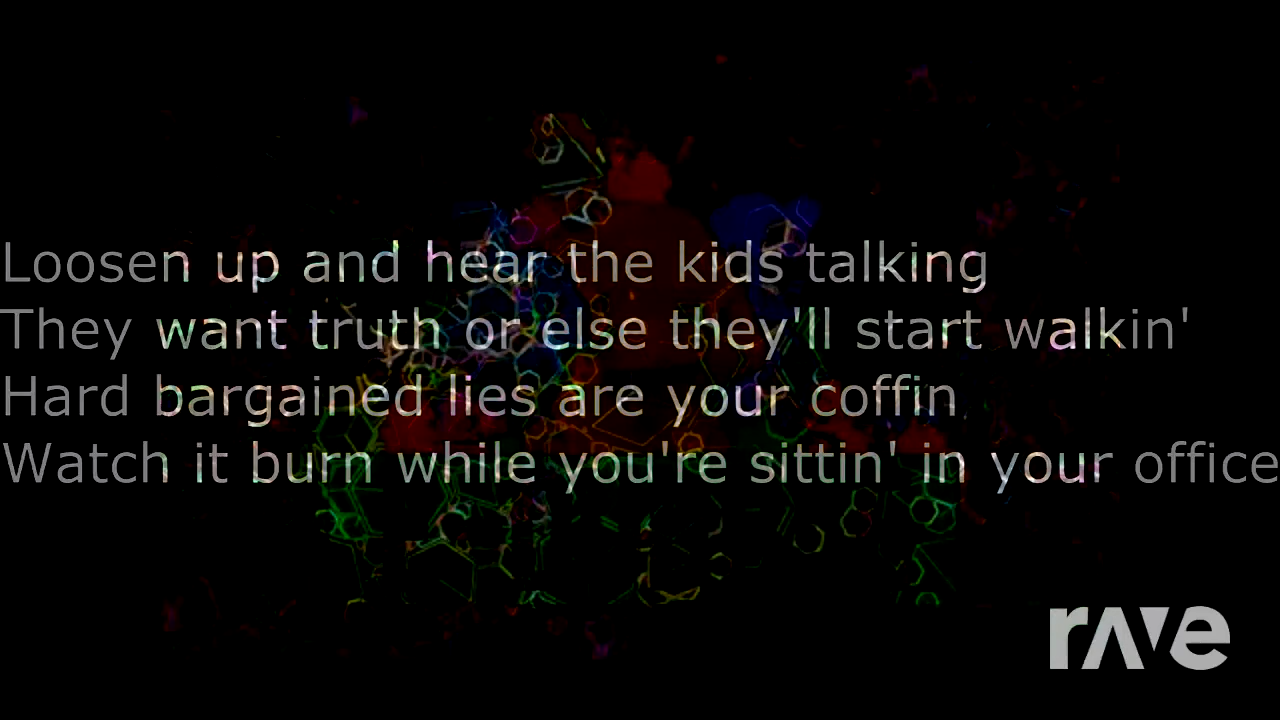 Loosen up and hear the kids talking
They want truth or else they'll start walkin'
Hard bargained lies are your coffin
Watch it burn while you're sittin' in your office
rave